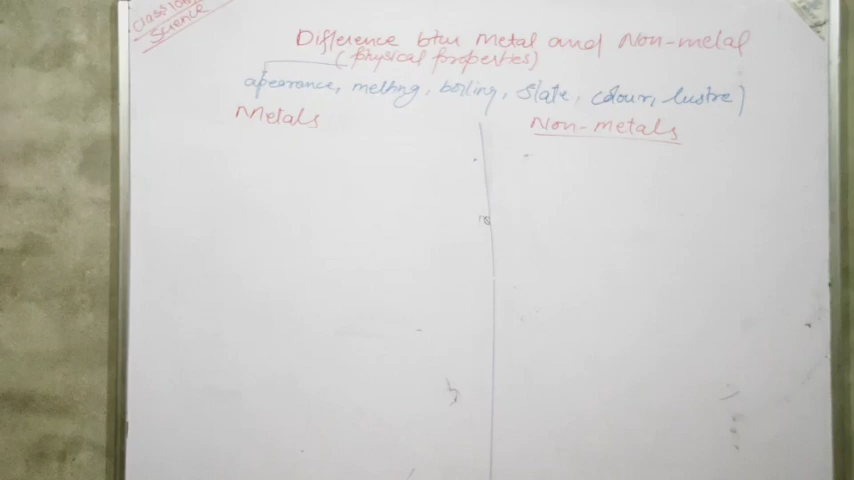 Class 10th
Science
Difference btw Metal and Non-metal
(physical properties)
apearance, melting, boiling, state, colour, lustre)
Metals
Non-metals